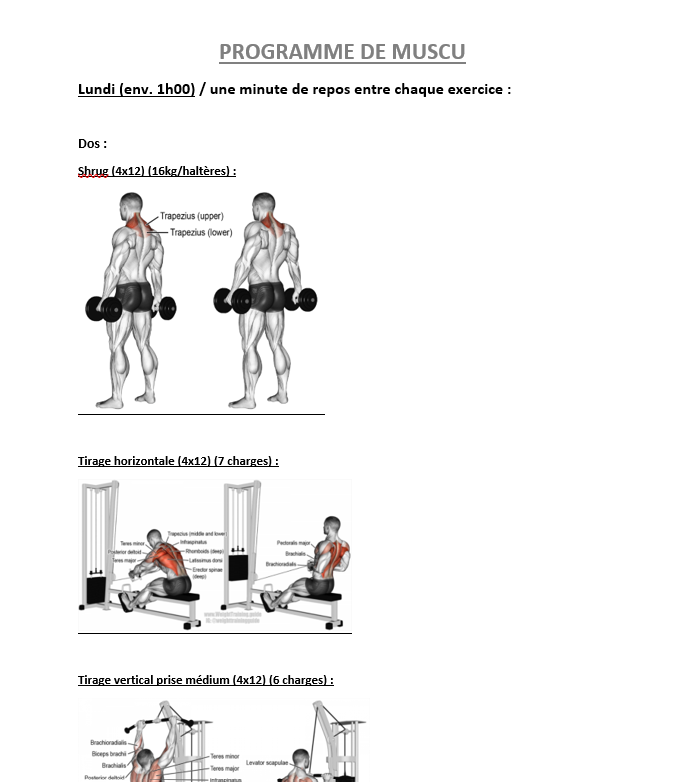 PROGRAMME DE MUSCU
Lundi (env. 1h00) / une minute de repos entre chaque exercice :
Dos :
Shrug (4x12) (16kg/haltères) :
Trapezius (upper)
Trapezius (lower)
Tirage horizontale (4x12) (7 charges) :
Trapezius (middle and lower
Teres minor
Infraspinatus
Posterior deltoid
Rhomboids (deep)
Teres major
Latissimus dorsi
Erector spinae
(deep)
Pectoralis major
Brachialis
Brachioradialis
www.WeightTraining.guide
Tirage vertical prise médium (4x12) (6 charges) :
Brachioradialis
Biceps brachii
Brachialis
Posterior deltoid
Teres minor
Teres major
Infraspinatus
Levator scapulae